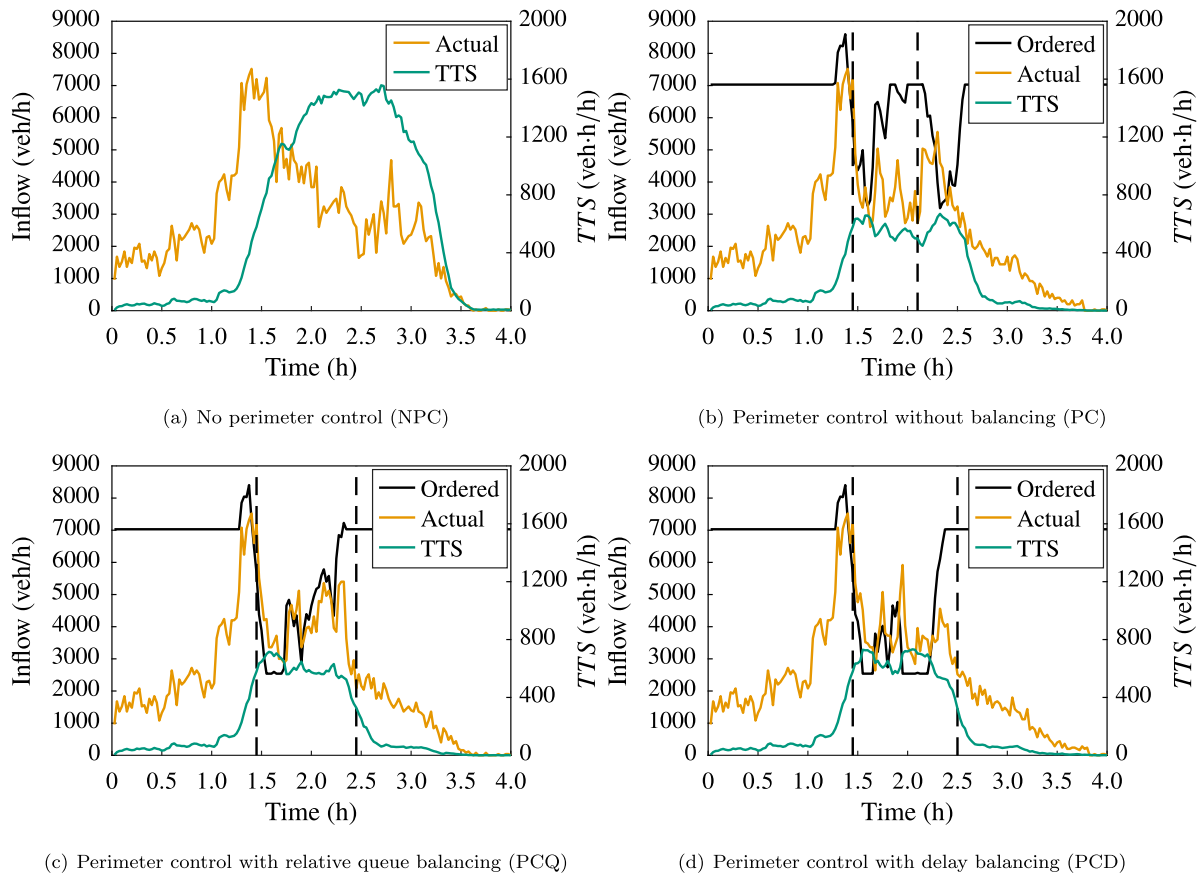 9000
8000
7000
6000
5000
4000
3000
2000
1000
0
Inflow (veh/h)
2000
1600
1200
800
400
0
TTS (veh·h/h)
Actual
TTS
0 0.5 1.0 1.5 2.0 2.5 3.0 3.5 4.0
Time (h)
(a) No perimeter control (NPC)
9000
8000
7000
6000
5000
4000
3000
2000
1000
0
Inflow (veh/h)
2000
1600
1200
800
400
0
TTS (veh·h/h)
Ordered
Actual
TTS
0 0.5 1.0 1.5 2.0 2.5 3.0 3.5 4.0
Time (h)
(b) Perimeter control without balancing (PC)
9000
8000
7000
6000
5000
4000
3000
2000
1000
0
Inflow (veh/h)
2000
1600
1200
800
400
0
TTS (veh·h/h)
Ordered
Actual
TTS
0 0.5 1.0 1.5 2.0 2.5 3.0 3.5 4.0
Time (h)
(c) Perimeter control with relative queue balancing (PCQ)
9000
8000
7000
6000
5000
4000
3000
2000
1000
0
Inflow (veh/h)
2000
1600
1200
800
400
0
TTS (veh·h/h)
Ordered
Actual
TTS
0 0.5 1.0 1.5 2.0 2.5 3.0 3.5 4.0
Time (h)
(d) Perimeter control with delay balancing (PCD)